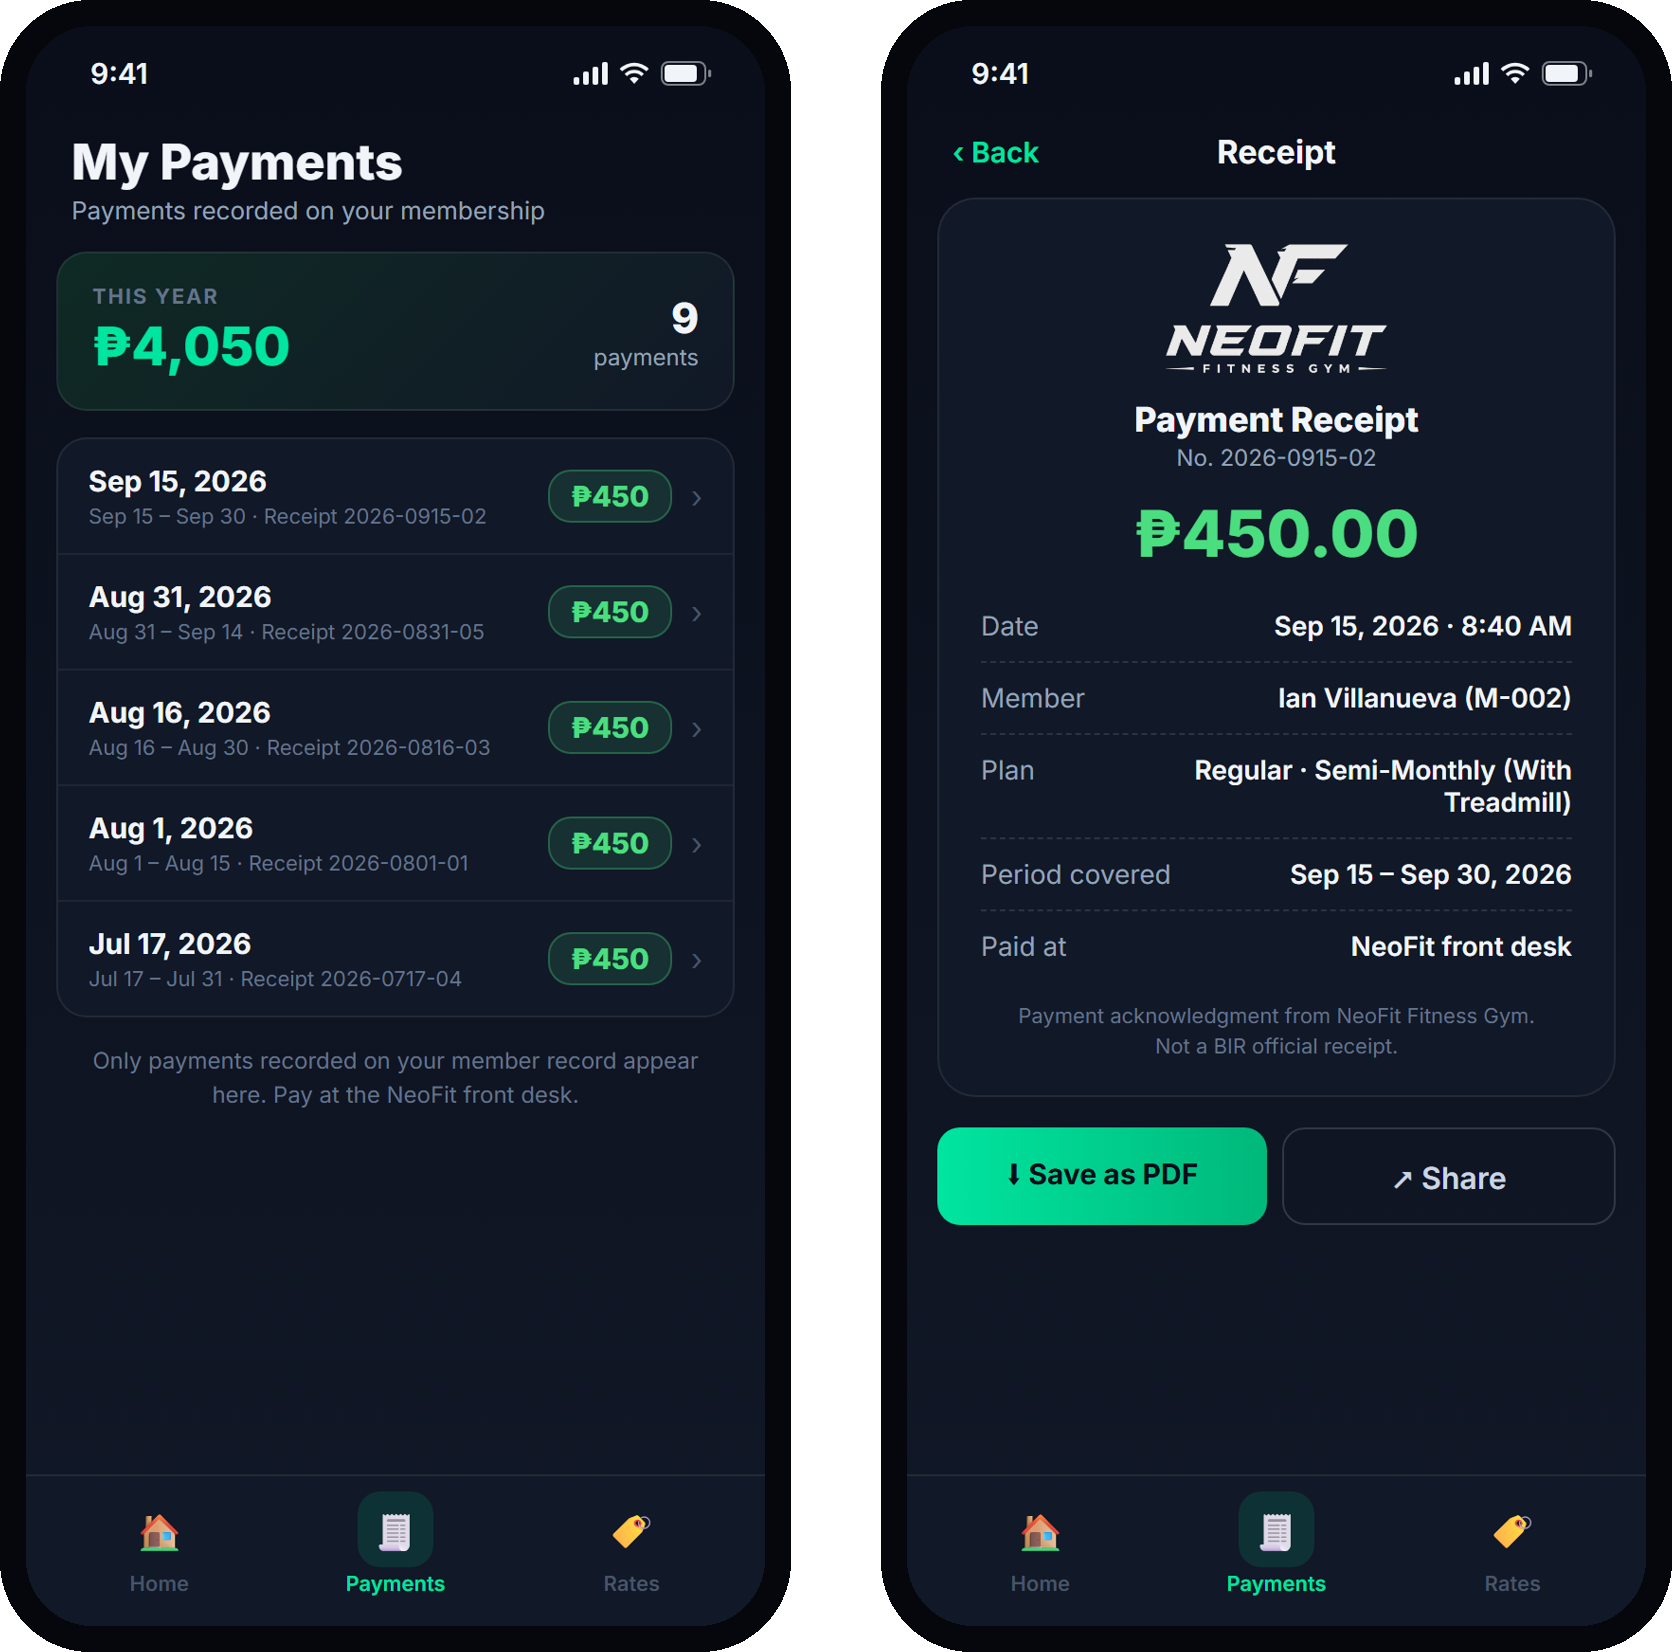 9:41
My Payments
Payments recorded on your membership
THIS YEAR
₱4,050
9
payments
Sep 15, 2026
Sep 15 – Sep 30 · Receipt 2026-0915-02
₱450 ›
Aug 31, 2026
Aug 31 – Sep 14 · Receipt 2026-0831-05
₱450 ›
Aug 16, 2026
Aug 16 – Aug 30 · Receipt 2026-0816-03
₱450 ›
Aug 1, 2026
Aug 1 – Aug 15 · Receipt 2026-0801-01
₱450 ›
Jul 17, 2026
Jul 17 – Jul 31 · Receipt 2026-0717-04
₱450 ›
Only payments recorded on your member record appear
here. Pay at the NeoFit front desk.
Home
Payments
Rates
9:41
‹ Back
Receipt
NF
NEOFIT
FITNESS GYM
Payment Receipt
No. 2026-0915-02
₱450.00
Date Sep 15, 2026 · 8:40 AM
Member Ian Villanueva (M-002)
Plan Regular · Semi-Monthly (With
Treadmill)
Period covered Sep 15 – Sep 30, 2026
Paid at NeoFit front desk
Payment acknowledgment from NeoFit Fitness Gym.
Not a BIR official receipt.
⬇ Save as PDF
↗ Share
Home
Payments
Rates